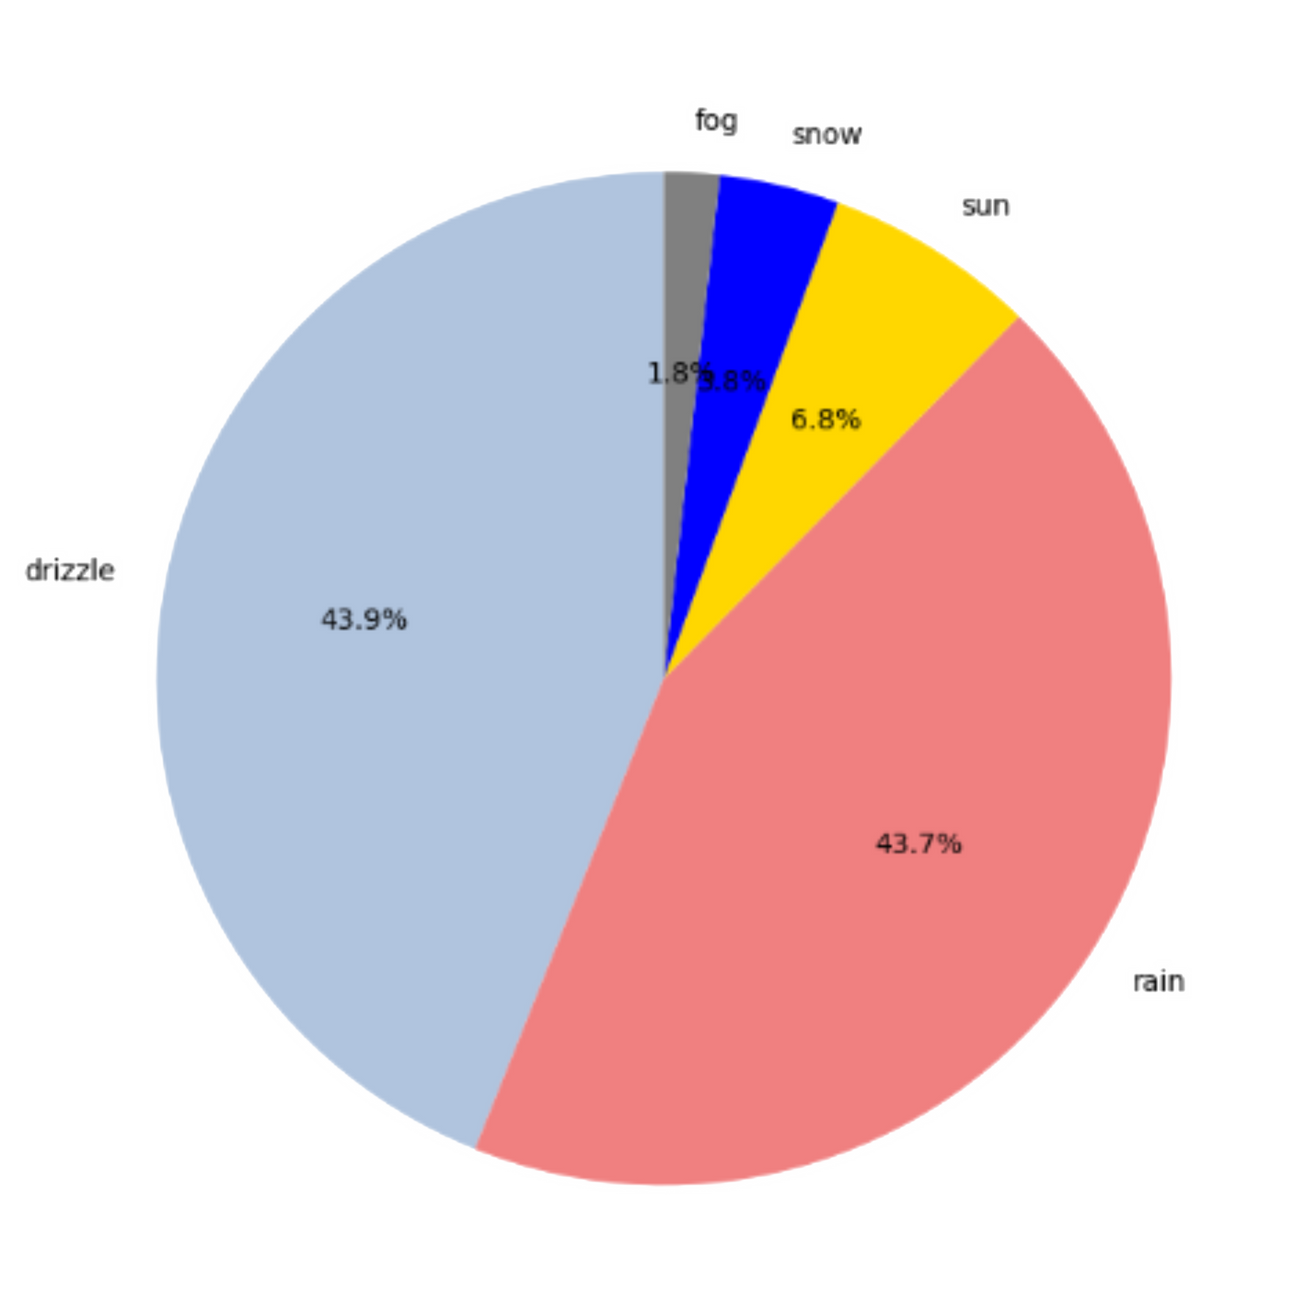 fog
snow
sun
1.8%
3.8%
6.8%
drizzle
43.9%
43.7%
rain